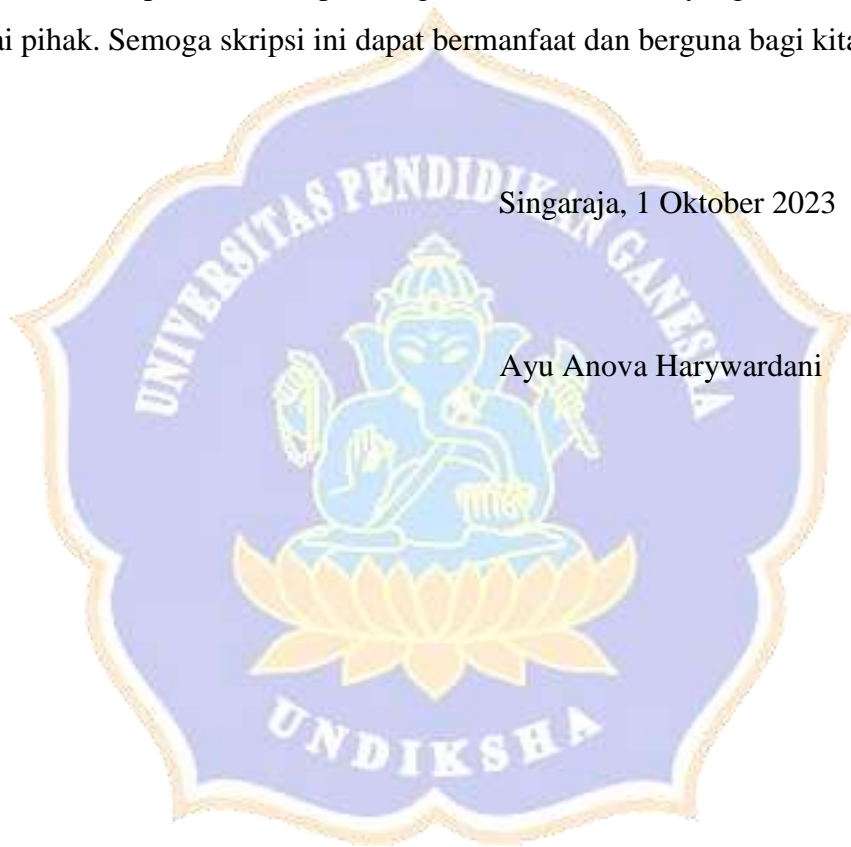 ai pihak. Semoga skripsi ini dapat bermanfaat dan berguna bagi kita
Singaraja, 1 Oktober 2023
Ayu Anova Harywardani
UNIVERSITAS PENDIDIKAN GANESHA
UNDIKSHA